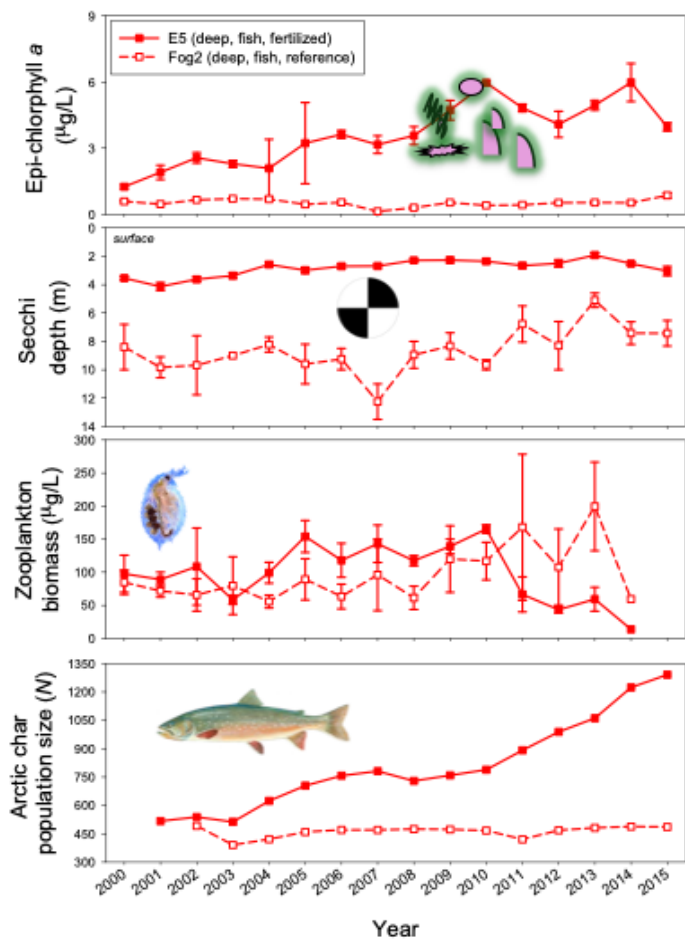 9
6
3
0
Epi-chlorophyll a
(µg/L)
E5 (deep, fish, fertilized)
Fog2 (deep, fish, reference)
0
2
4
6
8
10
12
14
Secchi
depth (m)
surface
300
250
200
150
100
50
0
Zooplankton
biomass (µg/L)
1350
1200
1050
900
750
600
450
300
Arctic char
population size (N)
2000 2001 2002 2003 2004 2005 2006 2007 2008 2009 2010 2011 2012 2013 2014 2015
Year